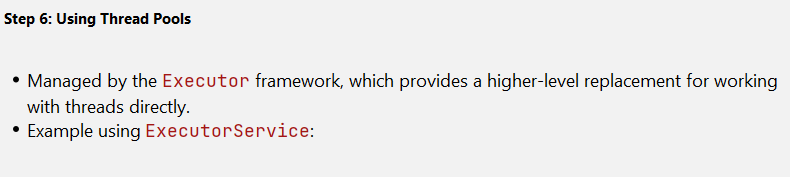 Step 6: Using Thread Pools
• Managed by the Executor framework, which provides a higher-level replacement for working
with threads directly.
• Example using ExecutorService: